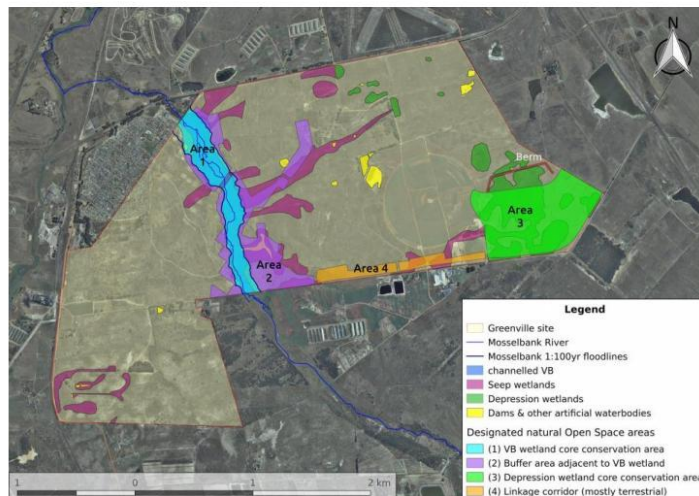 N
Area
1
Berm
Area
3
Area
2
Area 4
Legend
Greenville site
Mosselbank River
Mosselbank 1:100yr floodlines
channelled VB
Seep wetlands
Depression wetlands
Dams & other artificial waterbodies
Designated natural Open Space areas
(1) VB wetland core conservation area
(2) Buffer area adjacent to VB wetland
(3) Depression wetland core conservation area
(4) Linkage corridor (mostly terrestrial)
1 0 1 2 km